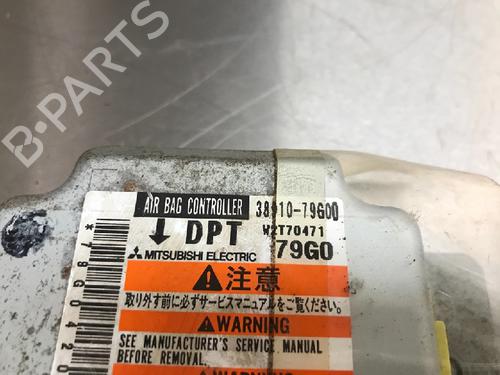 B-PARTS
AIR BAG CONTROLLER 38910-79G00
↓ DPT W2T70471
MITSUBISHI ELECTRIC 79G0
注意
取り外す前に必ずサービスマニュアルをご覧ください。
WARNING
SEE MANUFACTURER'S SERVICE MANUAL
BEFORE REMOVAL.
*79G0420